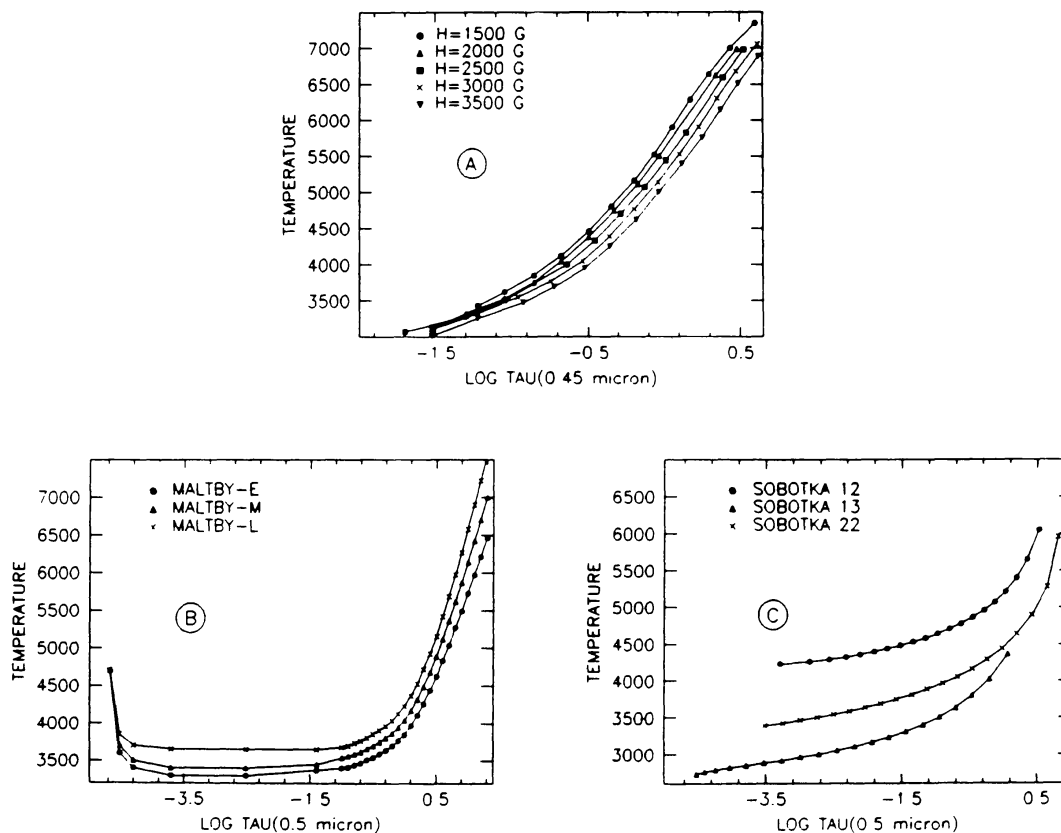 H=1500 G
H=2000 G
H=2500 G
H=3000 G
H=3500 G
A
TEMPERATURE
7000
6500
6000
5500
5000
4500
4000
3500
-1 5
-0 5
0.5
LOG TAU(0 45 micron)
MALTBY-E
MALTBY-M
MALTBY-L
B
TEMPERATURE
7000
6500
6000
5500
5000
4500
4000
3500
-3.5
-1 5
0 5
LOG TAU(0.5 micron)
SOBOTKA 12
SOBOTKA 13
SOBOTKA 22
C
TEMPERATURE
6500
6000
5500
5000
4500
4000
3500
3000
-3.5
-1 5
0 5
LOG TAU(0 5 micron)